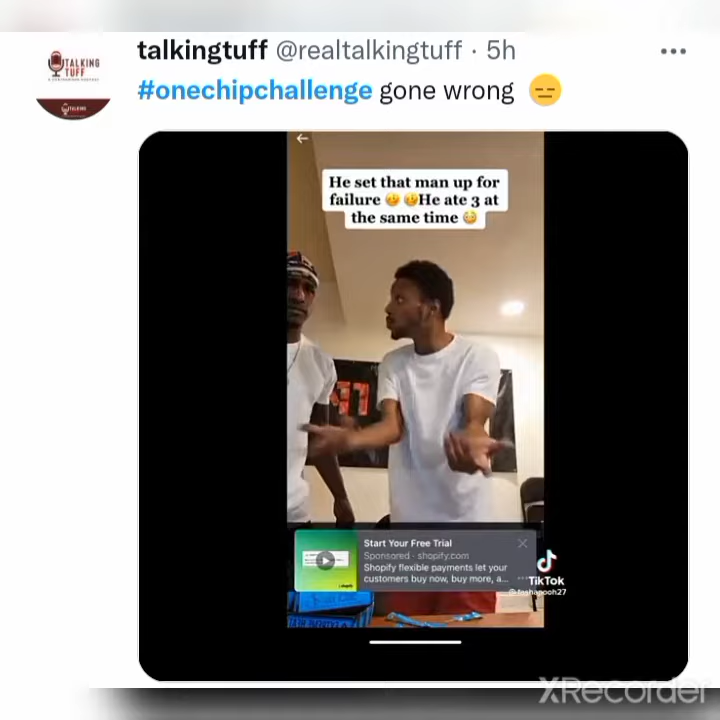 talkingtuff @realtalkingtuff · 5h
TALKING
TUFF
#onechipchallenge gone wrong 😑
He set that man up for
failure 🥴🥴He ate 3 at
the same time 😳
Start Your Free Trial
Sponsored · shopify.com
Shopify flexible payments let your
customers buy now, buy more, a...
shopify
TikTok
@tashapooh27
XRecorder